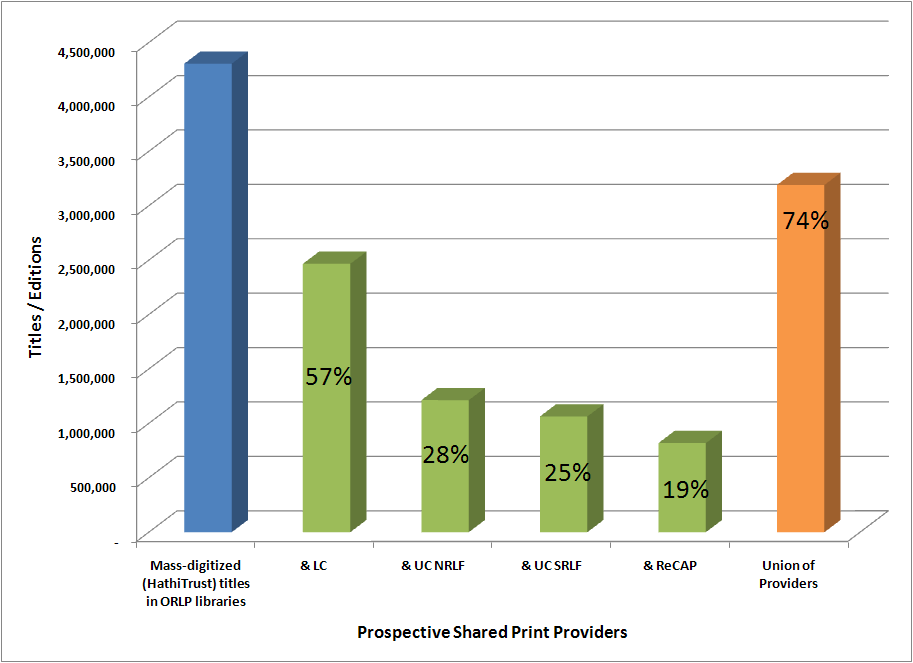 4,500,000
4,000,000
3,500,000
3,000,000
2,500,000
2,000,000
1,500,000
1,000,000
500,000
-
Titles / Editions
57%
28%
25%
19%
74%
Mass-digitized
(HathiTrust) titles
in ORLP libraries
& LC
& UC NRLF
& UC SRLF
& ReCAP
Union of
Providers
Prospective Shared Print Providers